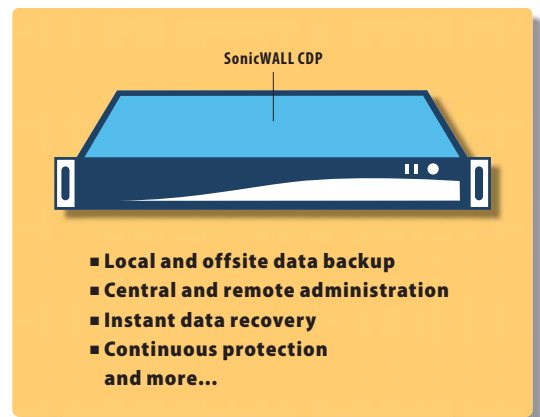 SonicWALL CDP
▪ Local and offsite data backup
▪ Central and remote administration
▪ Instant data recovery
▪ Continuous protection
and more...